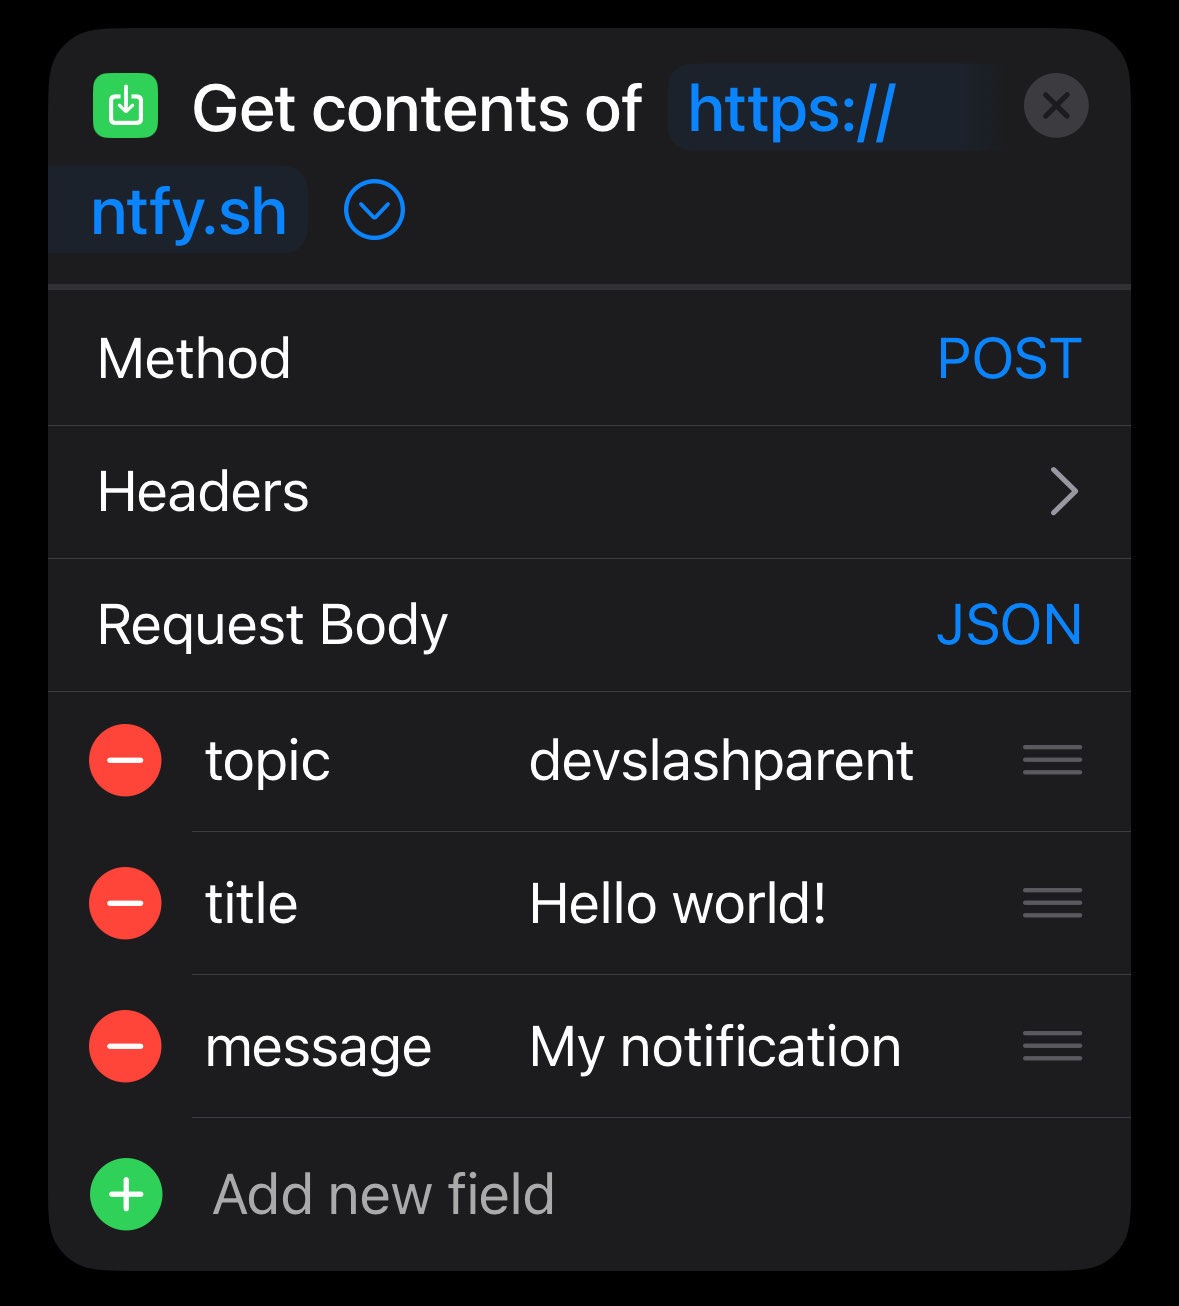 Get contents of https://
ntfy.sh
Method POST
Headers
Request Body JSON
topic devslashparent
title Hello world!
message My notification
Add new field